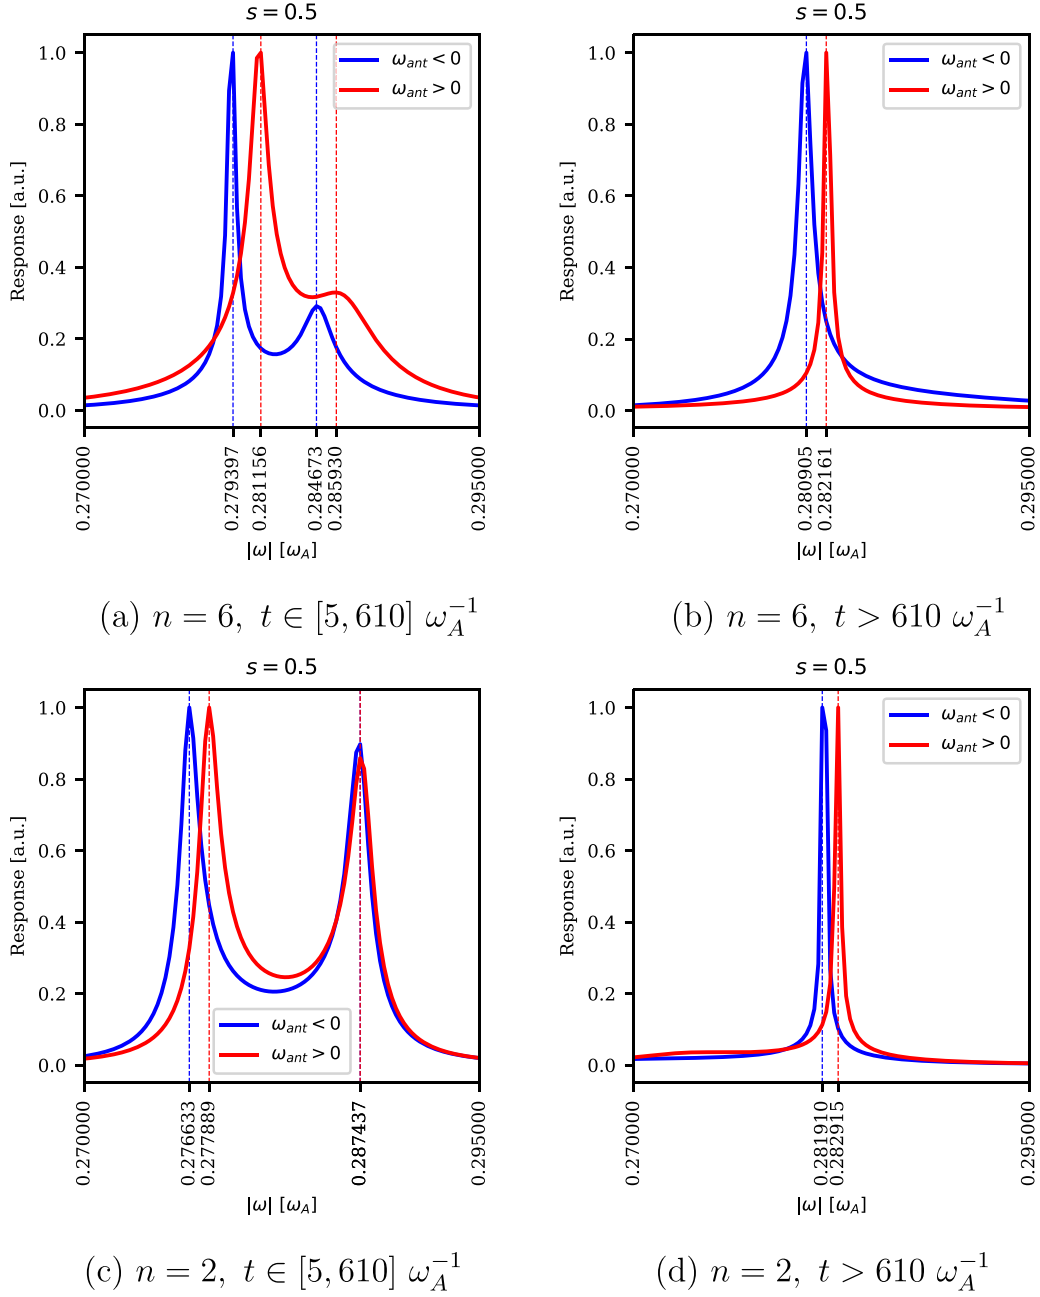 s = 0.5
Response [a.u.]
1.0
0.8
0.6
0.4
0.2
0.0
ω_ant < 0
ω_ant > 0
0.270000
0.279397
0.281156
0.284673
0.285930
0.295000
|ω| [ω_A]
(a) n = 6, t ∈ [5, 610] ω_A^{-1}
s = 0.5
Response [a.u.]
1.0
0.8
0.6
0.4
0.2
0.0
ω_ant < 0
ω_ant > 0
0.270000
0.280905
0.282161
0.295000
|ω| [ω_A]
(b) n = 6, t > 610 ω_A^{-1}
s = 0.5
Response [a.u.]
1.0
0.8
0.6
0.4
0.2
0.0
ω_ant < 0
ω_ant > 0
0.270000
0.276633
0.277889
0.287437
0.295000
|ω| [ω_A]
(c) n = 2, t ∈ [5, 610] ω_A^{-1}
s = 0.5
Response [a.u.]
1.0
0.8
0.6
0.4
0.2
0.0
ω_ant < 0
ω_ant > 0
0.270000
0.281910
0.282915
0.295000
|ω| [ω_A]
(d) n = 2, t > 610 ω_A^{-1}